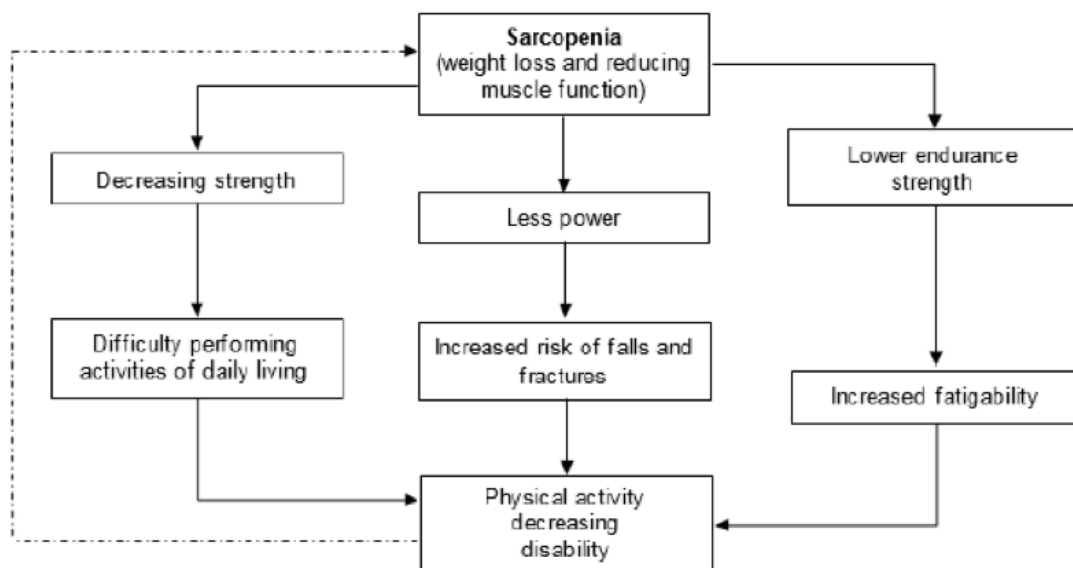 Sarcopenia
(weight loss and reducing
muscle function)
Decreasing strength
Less power
Lower endurance
strength
Difficulty performing
activities of daily living
Increased risk of falls and
fractures
Increased fatigability
Physical activity
decreasing
disability